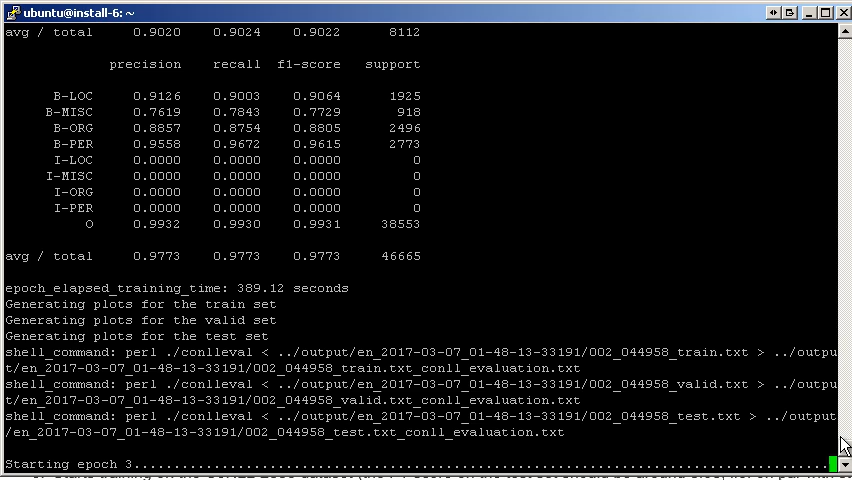 ubuntu@install-6: ~
avg / total 0.9020 0.9024 0.9022 8112
precision recall f1-score support
B-LOC 0.9126 0.9003 0.9064 1925
B-MISC 0.7619 0.7843 0.7729 918
B-ORG 0.8857 0.8754 0.8805 2496
B-PER 0.9558 0.9672 0.9615 2773
I-LOC 0.0000 0.0000 0.0000 0
I-MISC 0.0000 0.0000 0.0000 0
I-ORG 0.0000 0.0000 0.0000 0
I-PER 0.0000 0.0000 0.0000 0
O 0.9932 0.9930 0.9931 38553
avg / total 0.9773 0.9773 0.9773 46665
epoch_elapsed_training_time: 389.12 seconds
Generating plots for the train set
Generating plots for the valid set
Generating plots for the test set
shell_command: perl ./conlleval < ../output/en_2017-03-07_01-48-13-33191/002_044958_train.txt > ../outpu
t/en_2017-03-07_01-48-13-33191/002_044958_train.txt_conll_evaluation.txt
shell_command: perl ./conlleval < ../output/en_2017-03-07_01-48-13-33191/002_044958_valid.txt > ../outpu
t/en_2017-03-07_01-48-13-33191/002_044958_valid.txt_conll_evaluation.txt
shell_command: perl ./conlleval < ../output/en_2017-03-07_01-48-13-33191/002_044958_test.txt > ../output
/en_2017-03-07_01-48-13-33191/002_044958_test.txt_conll_evaluation.txt
Starting epoch 3.......................................................................................